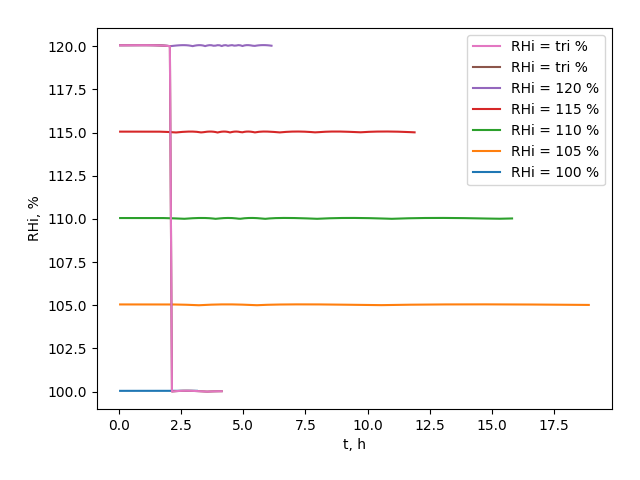 120.0
117.5
115.0
112.5
110.0
107.5
105.0
102.5
100.0
RHi, %
0.0 2.5 5.0 7.5 10.0 12.5 15.0 17.5
t, h
RHi = tri %
RHi = tri %
RHi = 120 %
RHi = 115 %
RHi = 110 %
RHi = 105 %
RHi = 100 %